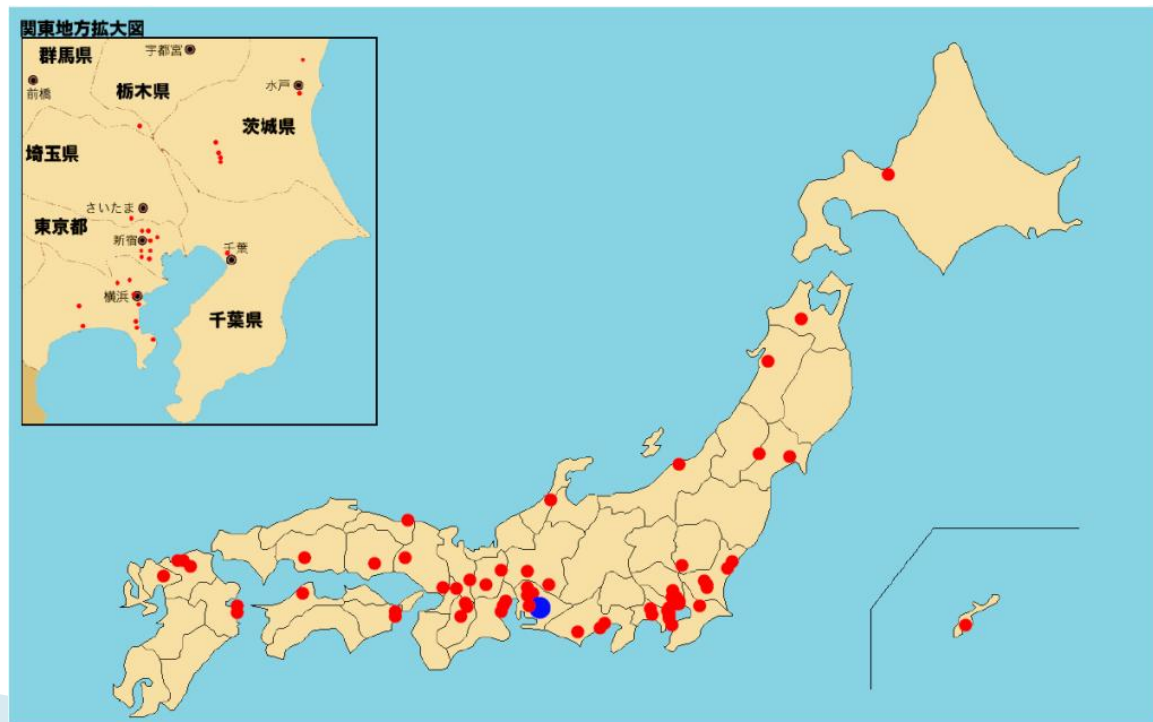 関東地方拡大図
群馬県
宇都宮
前橋
栃木県
水戸
茨城県
埼玉県
さいたま
東京都
新宿
千葉
横浜
千葉県